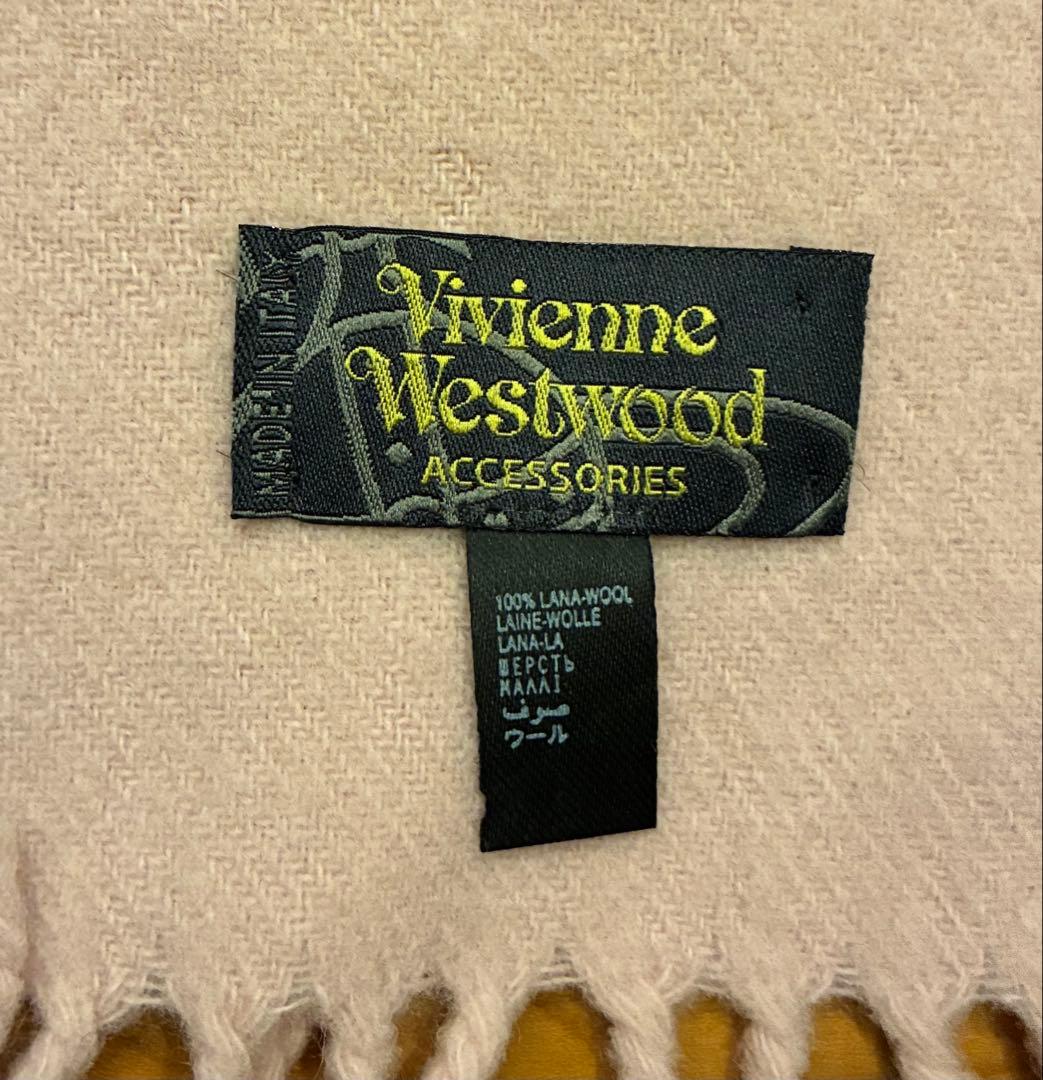 MADE IN ITALY
Vivienne
Westwood
ACCESSORIES
100% LANA-WOOL
LAINE-WOLLE
LANA-LA
ШЕРСТЬ
ΜΑΛΛΙ
صوف
ウール